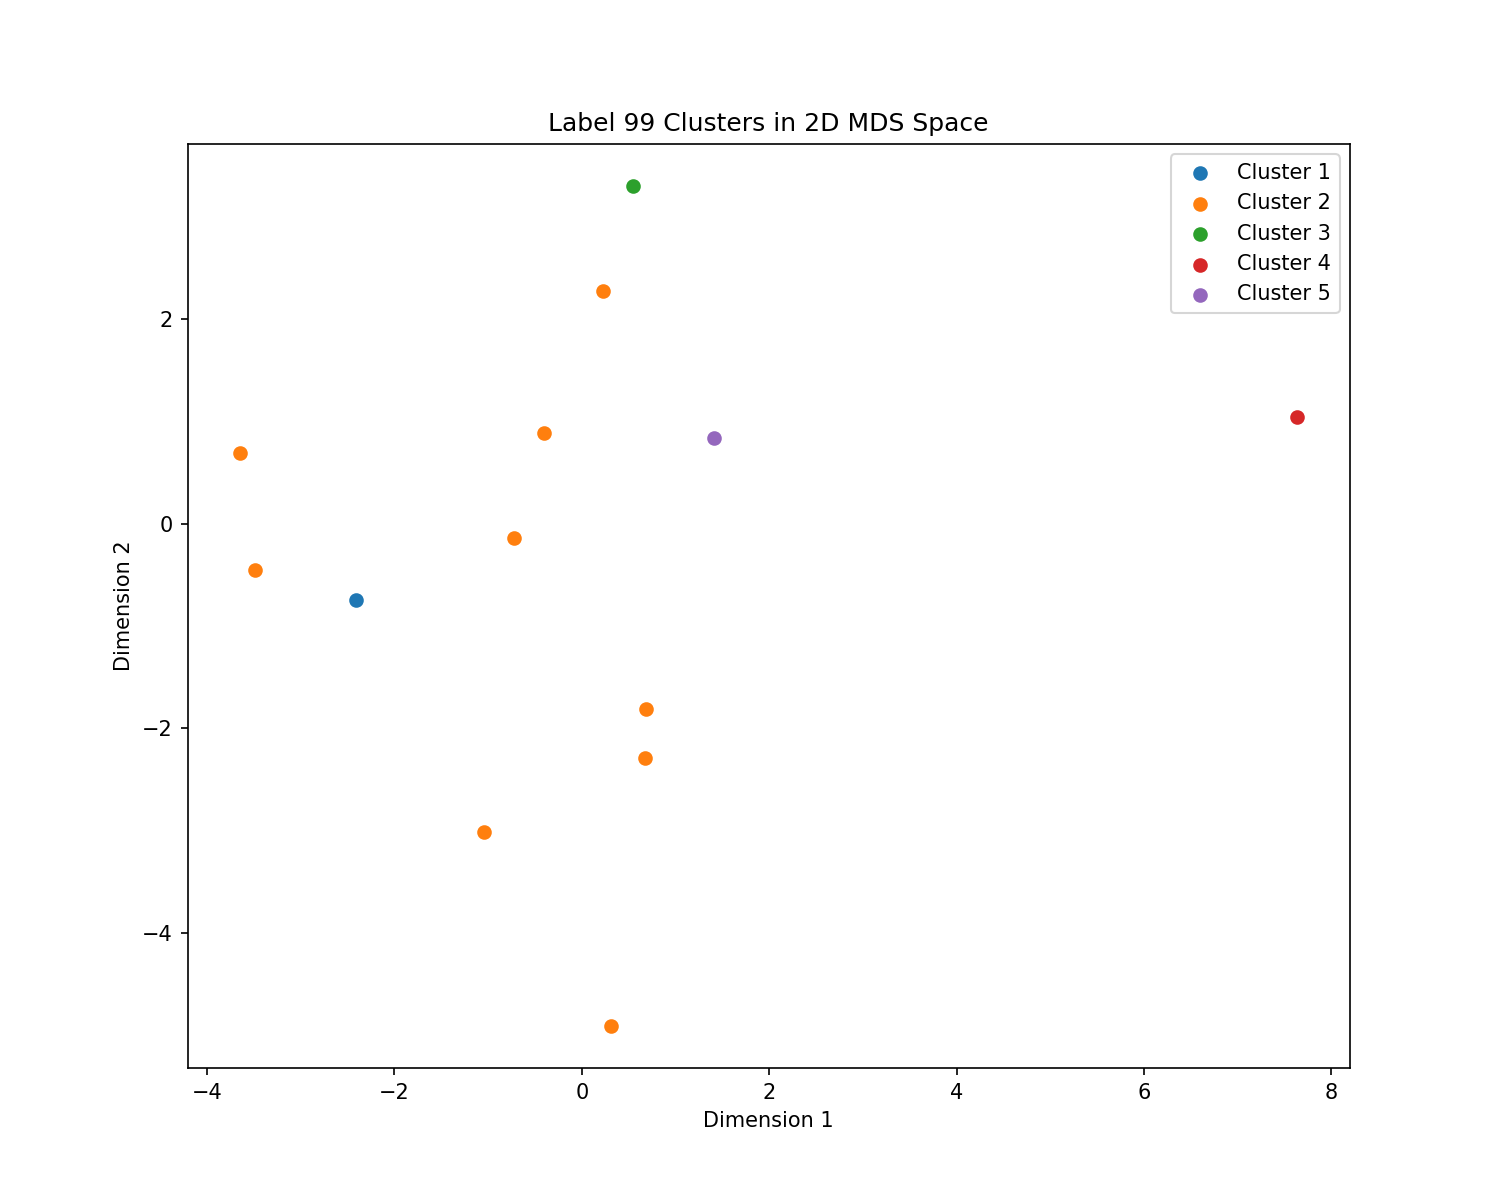 Label 99 Clusters in 2D MDS Space
Cluster 1
Cluster 2
Cluster 3
Cluster 4
Cluster 5
2
0
−2
−4
Dimension 2
−4
−2
0
2
4
6
8
Dimension 1